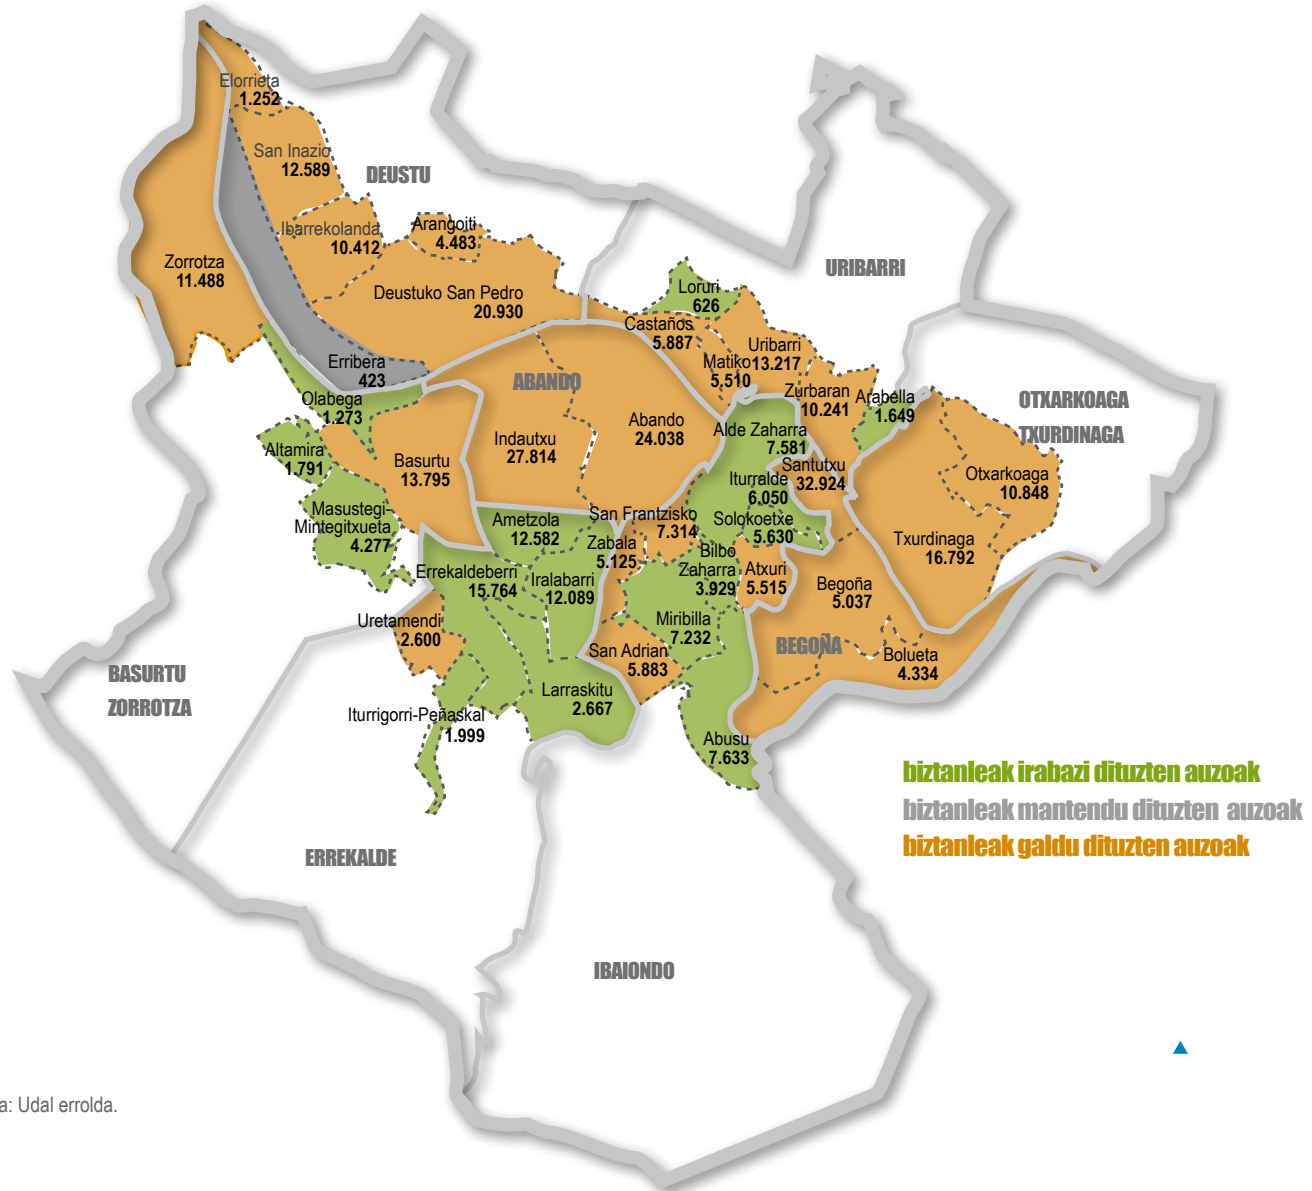 Elorrieta
1.252
San Inazio
12.589
DEUSTU
Ibarrekolanda
10.412
Arangoiti
4.483
Zorrotza
11.488
Deustuko San Pedro
20.930
URIBARRI
Loruri
626
Castaños
5.887
Uribarri
13.217
Matiko
5.510
Erribera
423
ABANDO
Zurbaran
10.241
Arabella
1.649
Olabega
1.273
OTXARKOAGA
TXURDINAGA
Abando
24.038
Indautxu
27.814
Alde Zaharra
7.581
Altamira
1.791
Basurtu
13.795
Santutxu
32.924
Otxarkoaga
10.848
Iturralde
6.050
Masustegi-
Mintegitxueta
4.277
Ametzola
12.582
San Frantzisko
7.314
Solokoetxe
5.630
Txurdinaga
16.792
Zabala
5.125
Bilbo
Zaharra
3.929
Atxuri
5.515
Errekaldeberri
15.764
Iralabarri
12.089
Begoña
5.037
Uretamendi
2.600
Miribilla
7.232
BEGOÑA
San Adrian
5.883
Bolueta
4.334
BASURTU
ZORROTZA
Larraskitu
2.667
Iturrigorri-Peñaskal
1.999
Abusu
7.633
biztanleak irabazi dituzten auzoak
biztanleak mantendu dituzten auzoak
biztanleak galdu dituzten auzoak
ERREKALDE
IBAIONDO
a: Udal errolda.